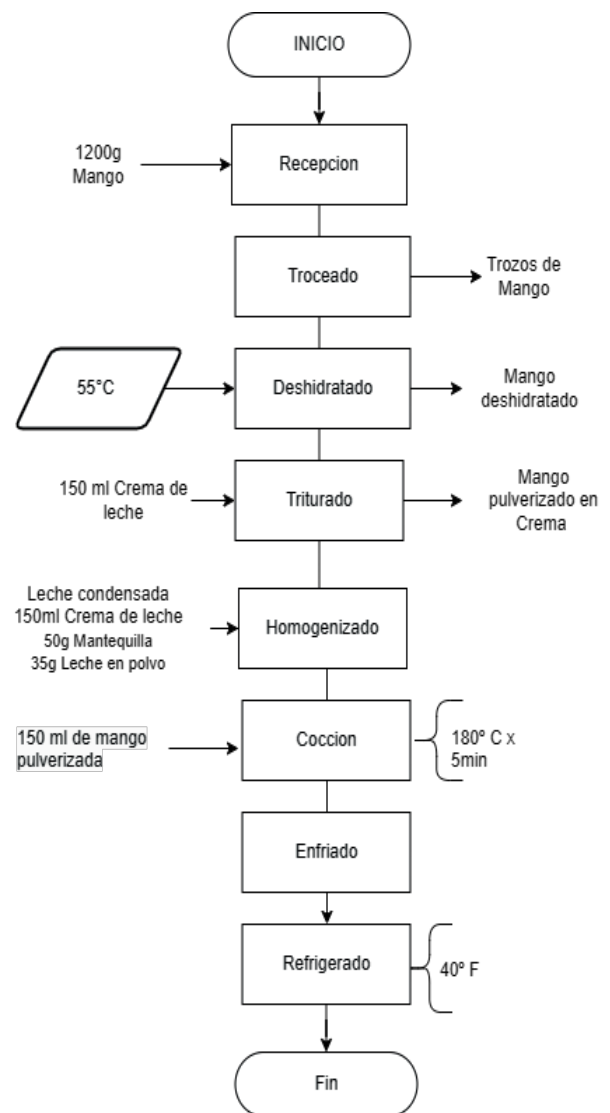 INICIO
1200g
Mango
Recepcion
Troceado
Trozos de
Mango
55°C
Deshidratado
Mango
deshidratado
150 ml Crema de
leche
Triturado
Mango
pulverizado en
Crema
Leche condensada
150ml Crema de leche
50g Mantequilla
35g Leche en polvo
Homogenizado
150 ml de mango
pulverizada
Coccion
180º C x
5min
Enfriado
Refrigerado
40º F
Fin